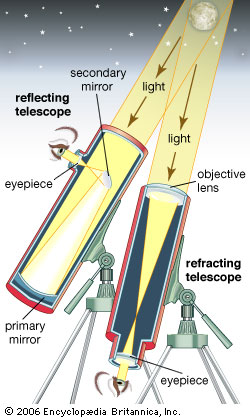 secondary
mirror
light
reflecting
telescope
light
eyepiece
objective
lens
refracting
telescope
primary
mirror
eyepiece
© 2006 Encyclopædia Britannica, Inc.